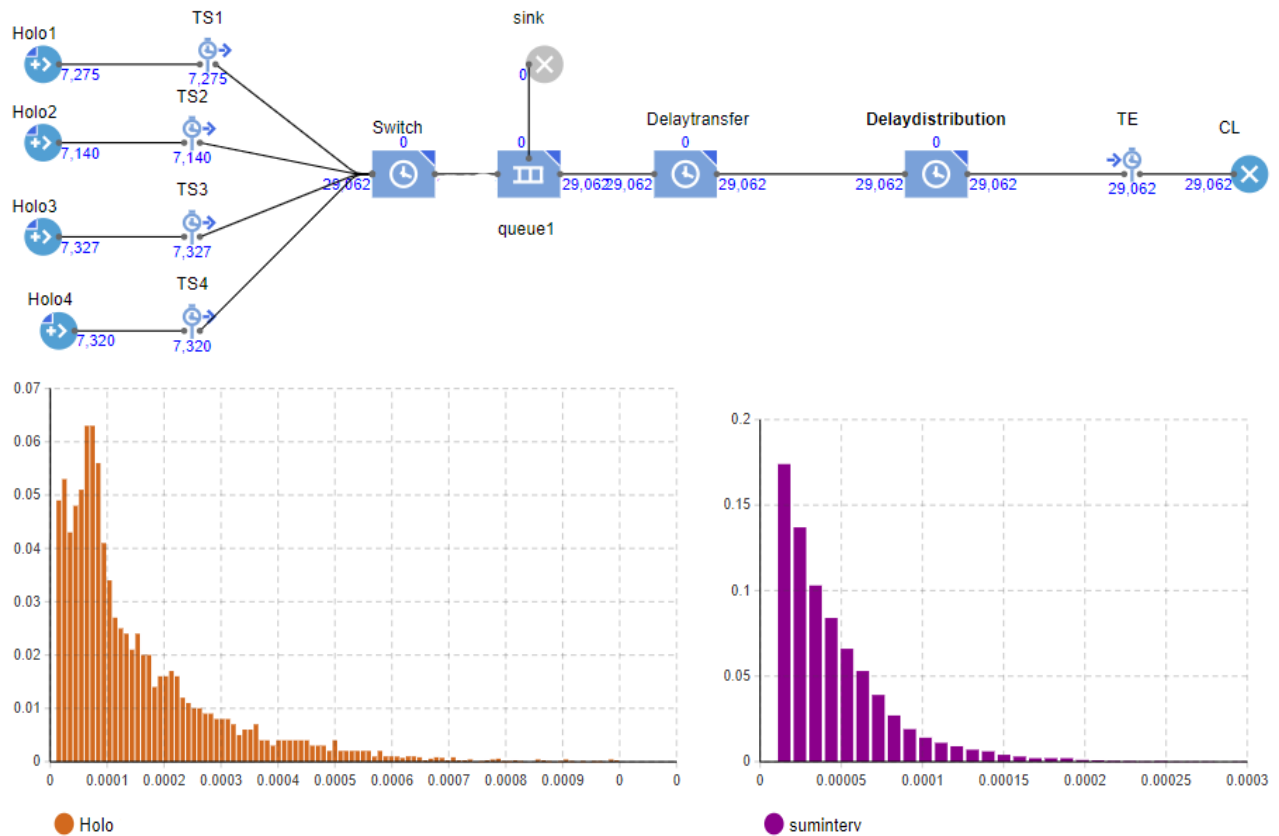 TS1
sink
Holo1
7,275
7,275
0
TS2
Holo2
7,140
7,140
Switch
0
0
Delaytransfer
0
Delaydistribution
0
TE
CL
29,062
29,062
29,062
29,062
29,062
29,062
29,062
29,062
TS3
Holo3
7,327
7,327
queue1
TS4
Holo4
7,320
7,320
0.07
0.06
0.05
0.04
0.03
0.02
0.01
0
0 0.0001 0.0002 0.0003 0.0004 0.0005 0.0006 0.0007 0.0008 0.0009 0 0
Holo
0.2
0.15
0.1
0.05
0
0 0.00005 0.0001 0.00015 0.0002 0.00025 0.0003
suminterv